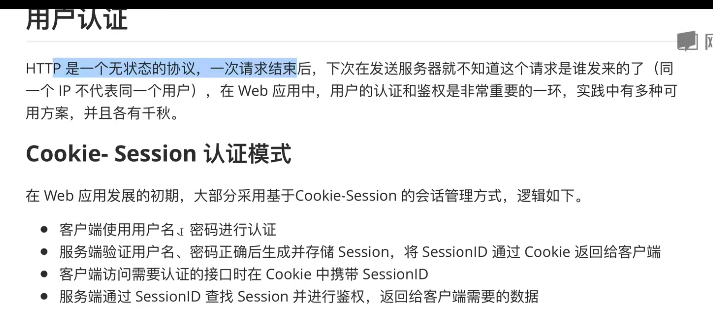 用户认证
HTTP 是一个无状态的协议，一次请求结束后，下次在发送服务器就不知道这个请求是谁发来的了（同
一个 IP 不代表同一个用户），在 Web 应用中，用户的认证和鉴权是非常重要的一环，实践中有多种可
用方案，并且各有千秋。
Cookie- Session 认证模式
在 Web 应用发展的初期，大部分采用基于Cookie-Session 的会话管理方式，逻辑如下。
客户端使用用户名、密码进行认证
服务端验证用户名、密码正确后生成并存储 Session，将 SessionID 通过 Cookie 返回给客户端
客户端访问需要认证的接口时在 Cookie 中携带 SessionID
服务端通过 SessionID 查找 Session 并进行鉴权，返回给客户端需要的数据